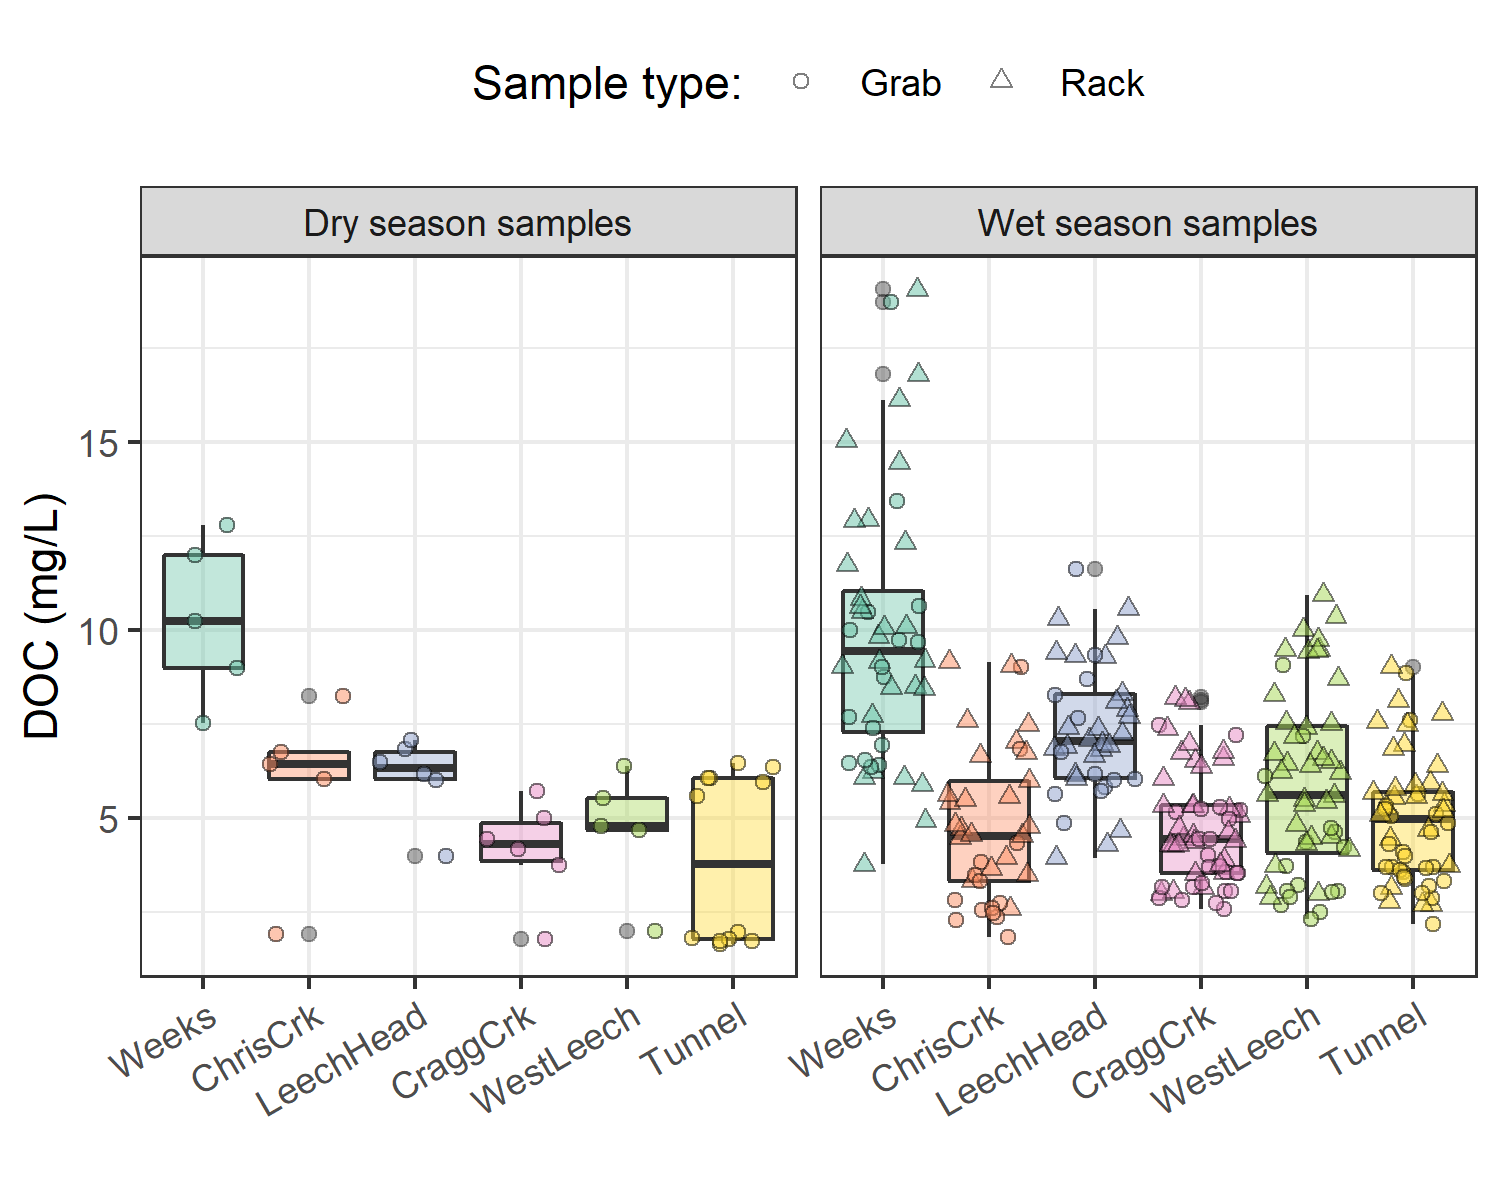 Sample type: Grab Rack
Dry season samples Wet season samples
DOC (mg/L)
15
10
5
Weeks ChrisCrk LeechHead CraggCrk WestLeech Tunnel Weeks ChrisCrk LeechHead CraggCrk WestLeech Tunnel